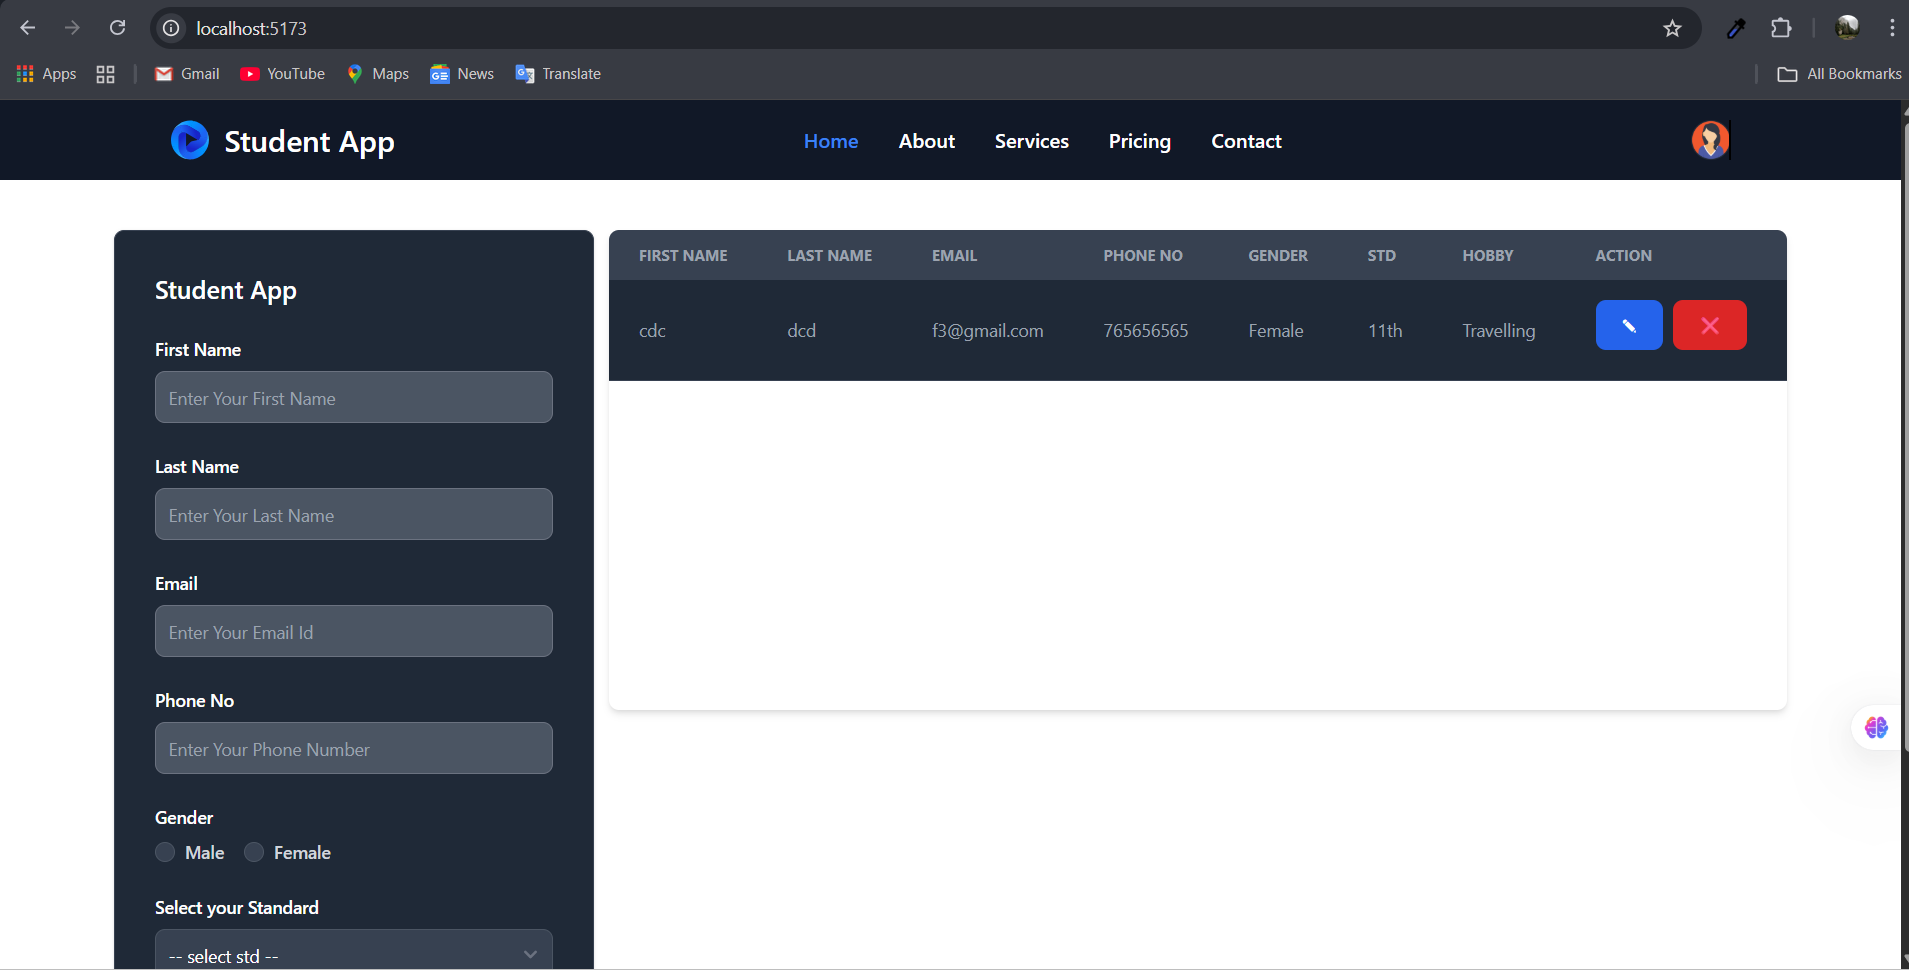 localhost:5173
Apps Gmail YouTube Maps News Translate All Bookmarks
Student App Home About Services Pricing Contact
Student App
First Name
Enter Your First Name
Last Name
Enter Your Last Name
Email
Enter Your Email Id
Phone No
Enter Your Phone Number
Gender
Male Female
Select your Standard
-- select std --
FIRST NAME LAST NAME EMAIL PHONE NO GENDER STD HOBBY ACTION
cdc dcd f3@gmail.com 765656565 Female 11th Travelling